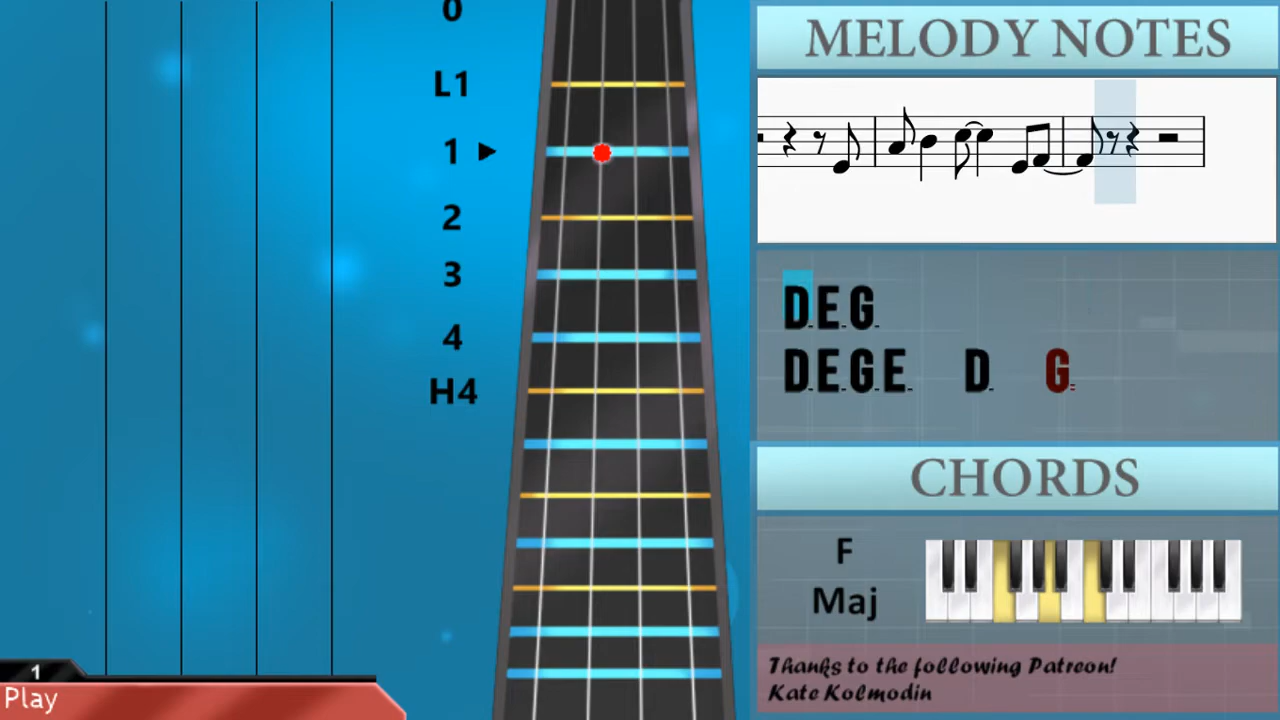 0
L1
1
2
3
4
H4
1
Play
MELODY NOTES
D E G
D E G E D G
CHORDS
F
Maj
Thanks to the following Patreon!
Kate Kolmodin